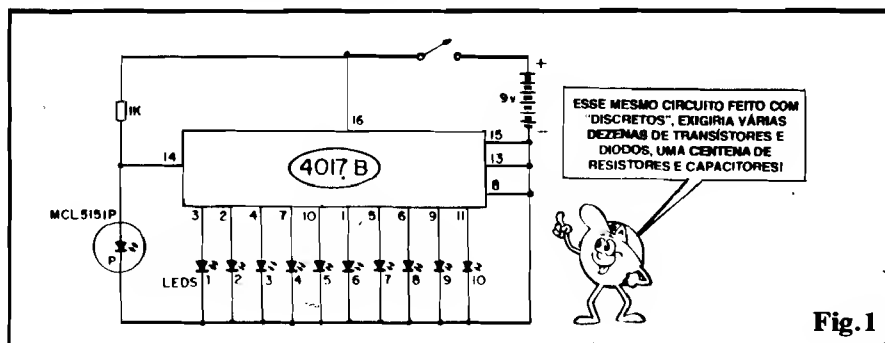 1K
16
+
9v
-
ESSE MESMO CIRCUITO FEITO COM
"DISCRETOS", EXIGIRIA VÁRIAS
DEZENAS DE TRANSÍSTORES E
DIODOS, UMA CENTENA DE
RESISTORES E CAPACITORES!
14
4017 B
15
13
8
MCL5151P
P
3 2 4 7 10 1 5 6 9 11
LEDS 1 2 3 4 5 6 7 8 9 10
Fig.1